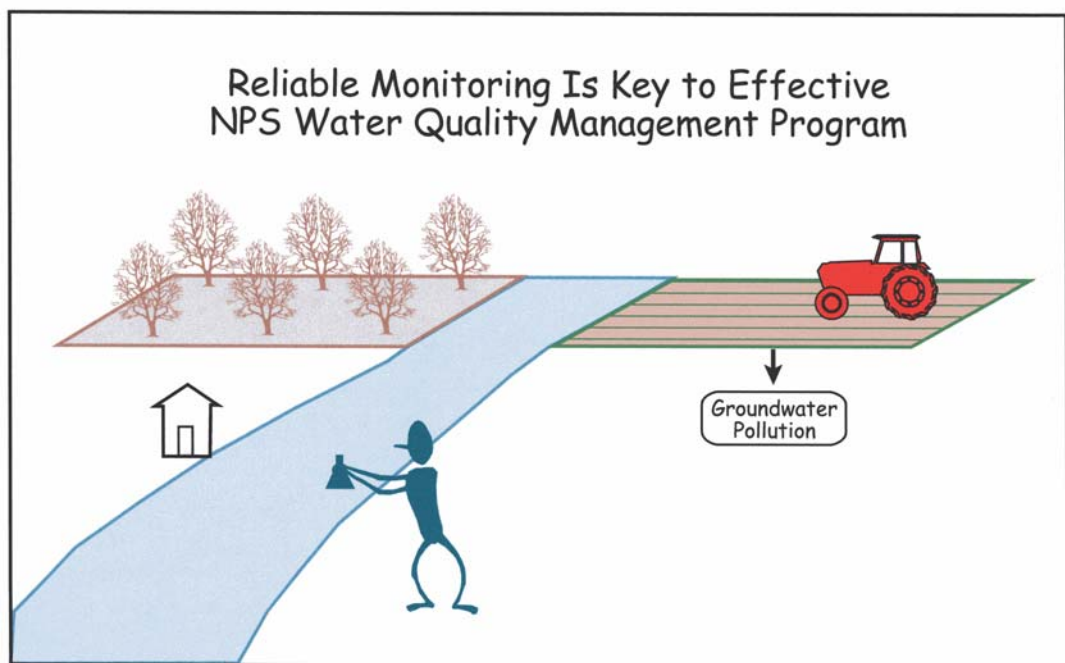 Reliable Monitoring Is Key to Effective
NPS Water Quality Management Program
Groundwater
Pollution